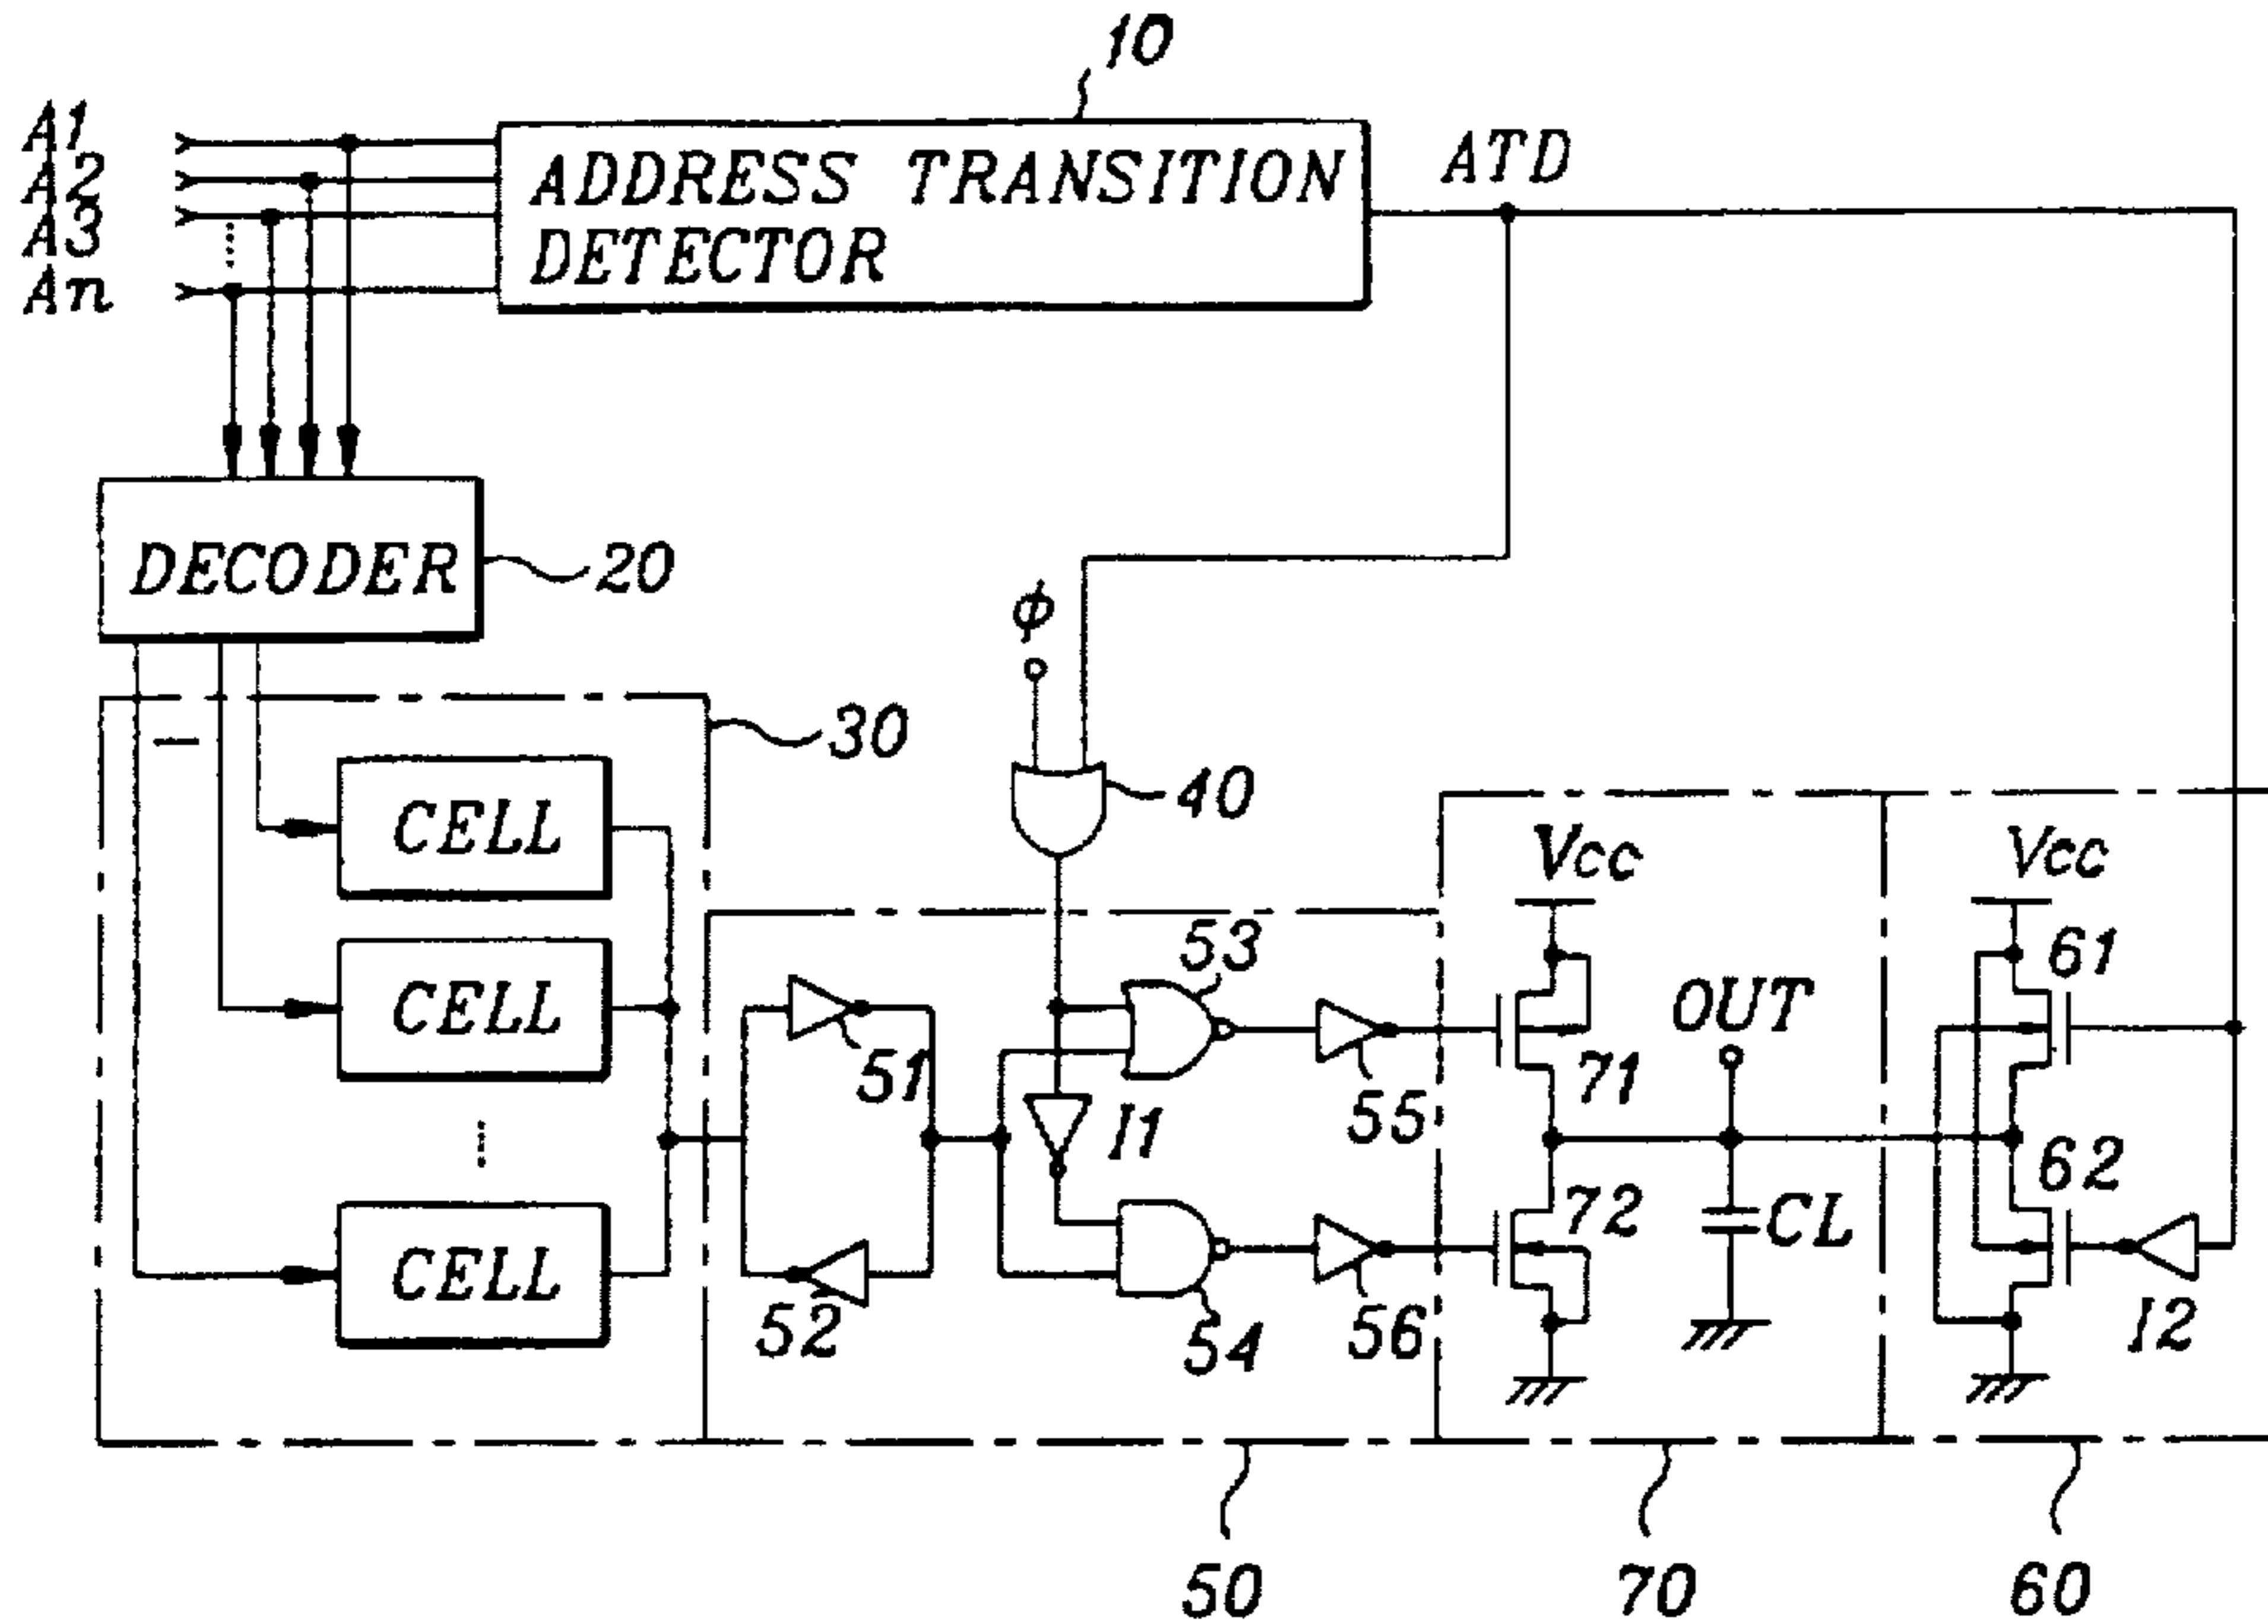 10
A1
A2
A3
An
ADDRESS TRANSITION
DETECTOR
ATD
DECODER
20
ϕ
30
40
CELL
CELL
CELL
51
52
53
54
I1
55
56
Vcc
71
72
OUT
CL
Vcc
61
62
I2
50
70
60